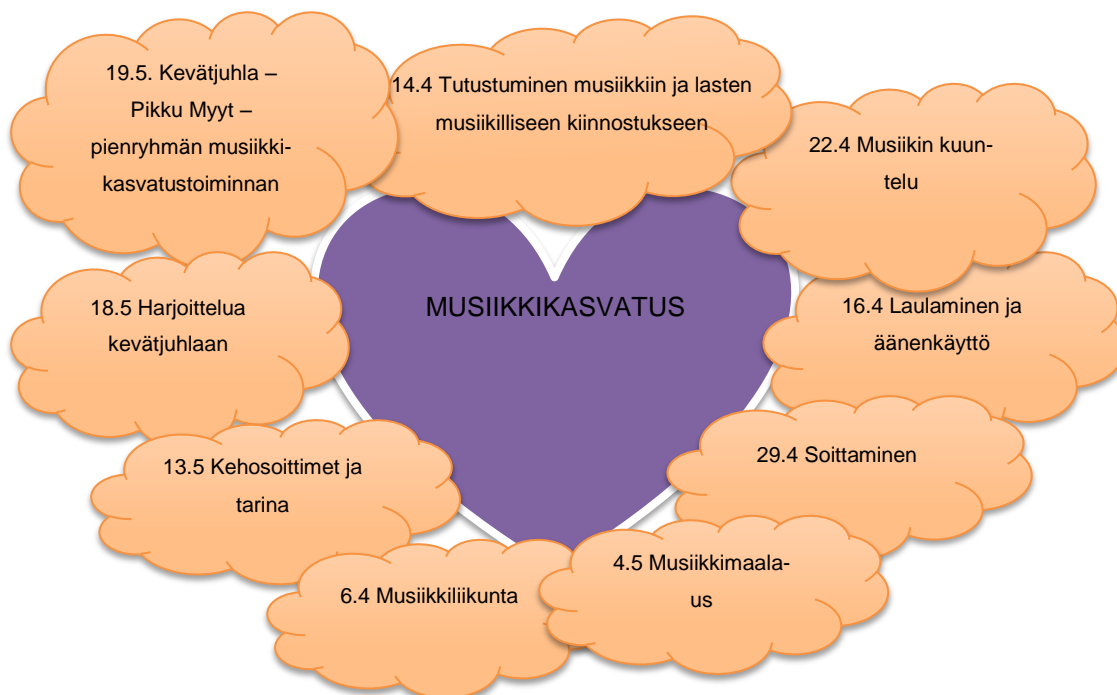 19.5. Kevätjuhla –
Pikku Myyt –
pienryhmän musiikki-
kasvatustoiminnan
14.4 Tutustuminen musiikkiin ja lasten
musiikilliseen kiinnostukseen
22.4 Musiikin kuun-
telu
MUSIIKKIKASVATUS
18.5 Harjoittelua
kevätjuhlaan
16.4 Laulaminen ja
äänenkäyttö
13.5 Kehosoittimet ja
tarina
29.4 Soittaminen
6.4 Musiikkiliikunta
4.5 Musiikkimaala-
us